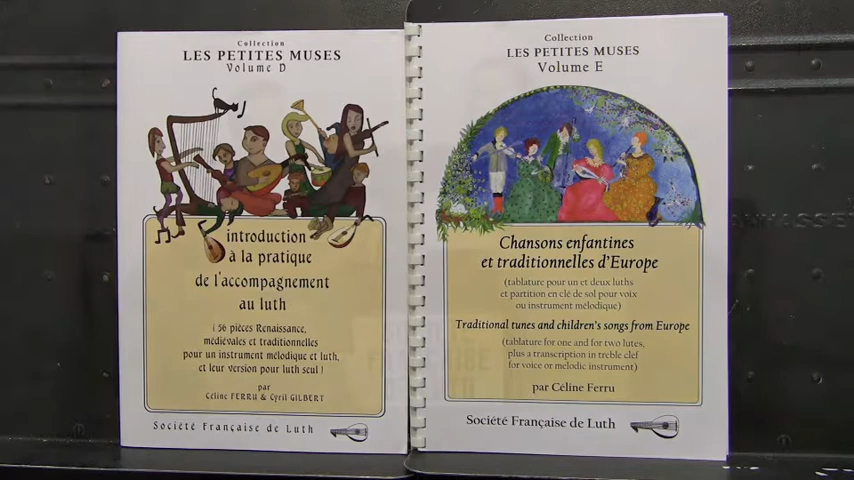 Collection
LES PETITES MUSES
Volume D
introduction
à la pratique
de l'accompagnement
au luth
( 56 pièces Renaissance,
médiévales et traditionnelles
pour un instrument mélodique et luth,
et leur version pour luth seul )
par
Céline FERRU & Cyril GILBERT
Société Française de Luth
Collection
LES PETITES MUSES
Volume E
Chansons enfantines
et traditionnelles d'Europe
(tablature pour un et deux luths
et partition en clé de sol pour voix
ou instrument mélodique)
Traditional tunes and children's songs from Europe
(tablature for one and for two lutes,
plus a transcription in treble clef
for voice or melodic instrument)
par Céline Ferru
Société Française de Luth